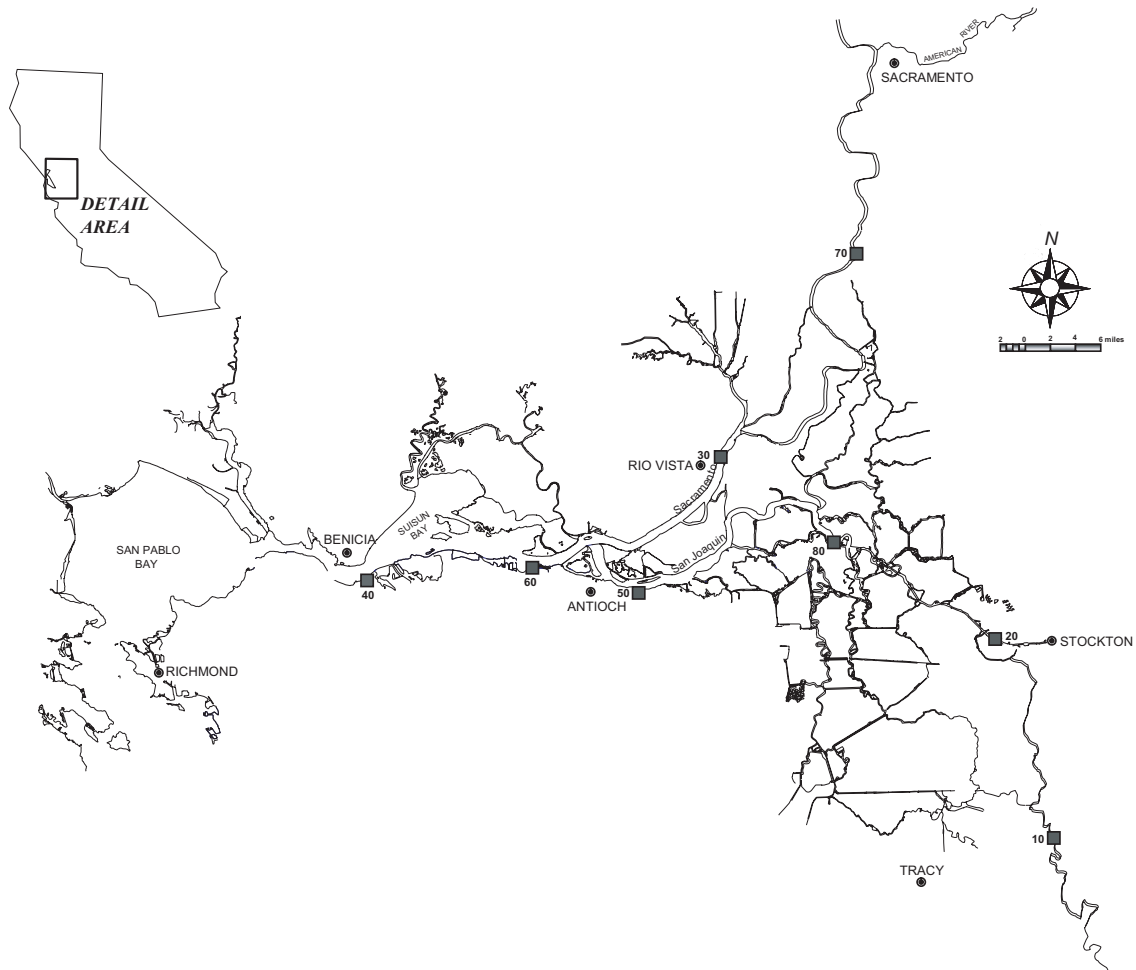 AMERICAN
RIVER
SACRAMENTO
DETAIL
AREA
70
N
2 0 2 4 6 miles
RIO VISTA
30
Sacramento
SUISUN
BAY
BENICIA
SAN PABLO
BAY
San Joaquin
80
40
60
ANTIOCH
50
20
STOCKTON
RICHMOND
10
TRACY